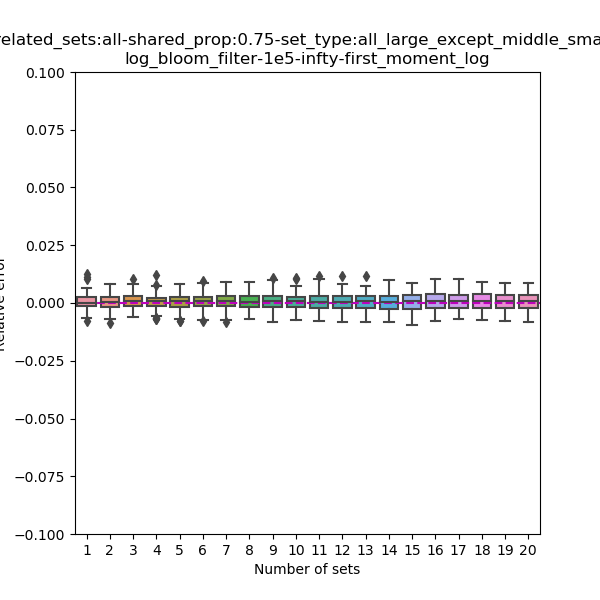 related_sets:all-shared_prop:0.75-set_type:all_large_except_middle_sma
log_bloom_filter-1e5-infty-first_moment_log
0.100
0.075
0.050
0.025
0.000
−0.025
−0.050
−0.075
−0.100
Relative error
1 2 3 4 5 6 7 8 9 10 11 12 13 14 15 16 17 18 19 20
Number of sets